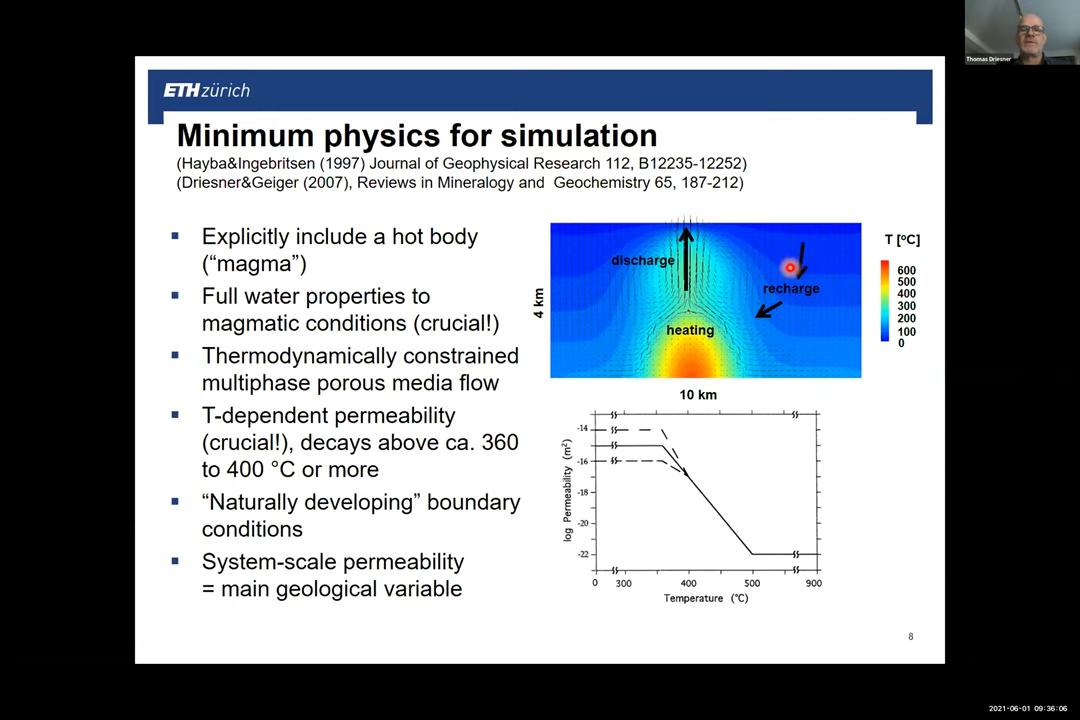 Thomas Driesner
ETH zürich
Minimum physics for simulation
(Hayba&Ingebritsen (1997) Journal of Geophysical Research 112, B12235-12252)
(Driesner&Geiger (2007), Reviews in Mineralogy and Geochemistry 65, 187-212)
▪ Explicitly include a hot body
(“magma”)
▪ Full water properties to
magmatic conditions (crucial!)
▪ Thermodynamically constrained
multiphase porous media flow
▪ T-dependent permeability
(crucial!), decays above ca. 360
to 400 °C or more
▪ “Naturally developing” boundary
conditions
▪ System-scale permeability
= main geological variable
discharge
recharge
heating
4 km
10 km
T [ºC]
600
500
400
300
200
100
0
log Permeability (m²)
-14
-16
-18
-20
-22
0 300 400 500 900
Temperature (°C)
8
2021-06-01 09:36:06